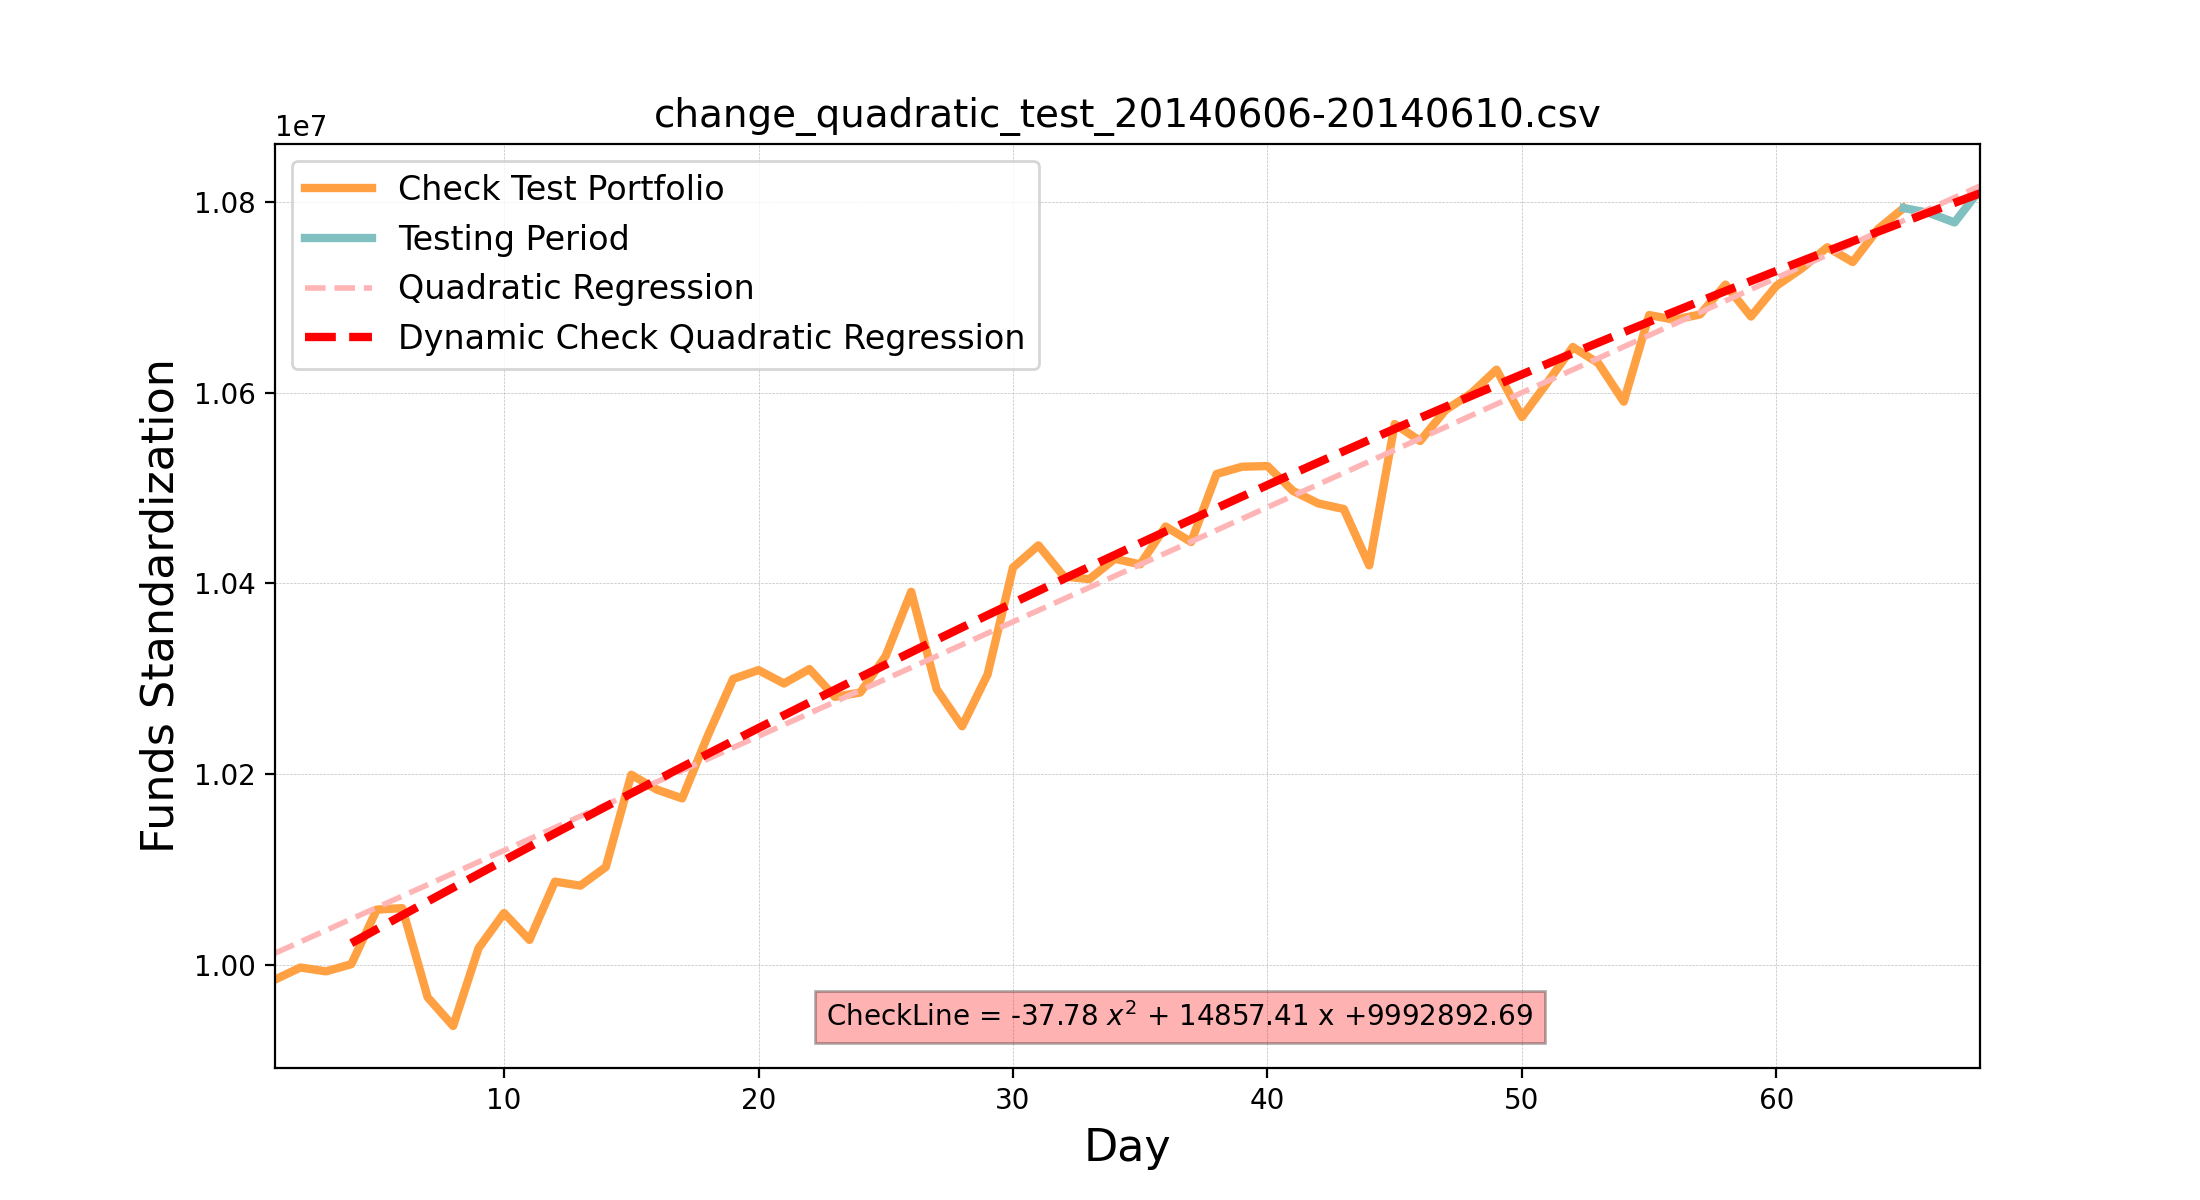 change_quadratic_test_20140606-20140610.csv
1e7
Check Test Portfolio
Testing Period
Quadratic Regression
Dynamic Check Quadratic Regression
1.08
1.06
1.04
1.02
1.00
Funds Standardization
CheckLine = -37.78 x² + 14857.41 x +9992892.69
10 20 30 40 50 60
Day